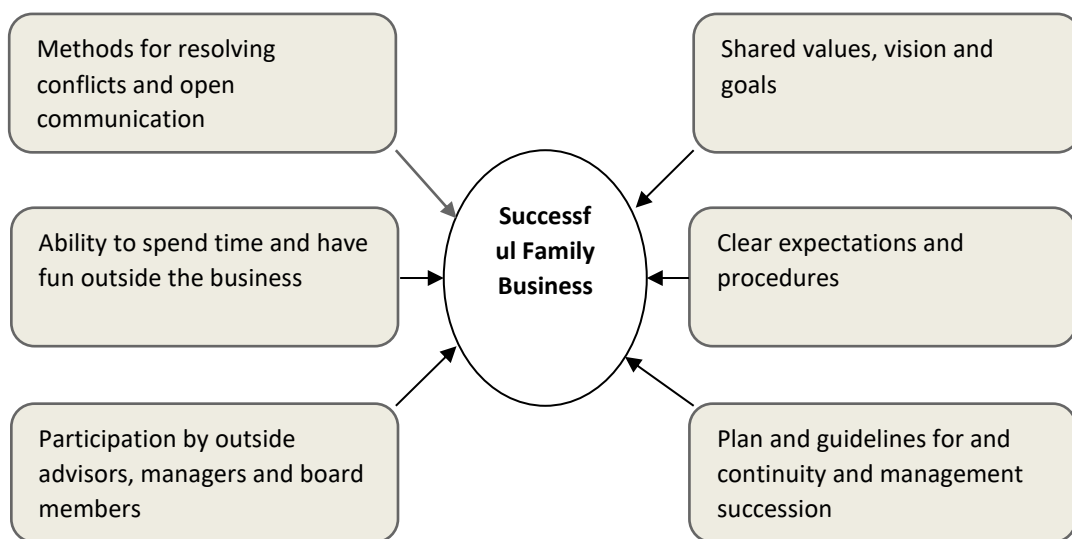 Methods for resolving
conflicts and open
communication
Shared values, vision and
goals
Ability to spend time and have
fun outside the business
Successf
ul Family
Business
Clear expectations and
procedures
Participation by outside
advisors, managers and board
members
Plan and guidelines for and
continuity and management
succession